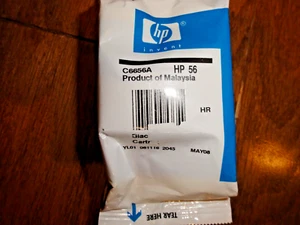 hp
invent
C6656A HP 56
Product of Malaysia
HR
Blac
Cartr
MAY08
TEAR HERE